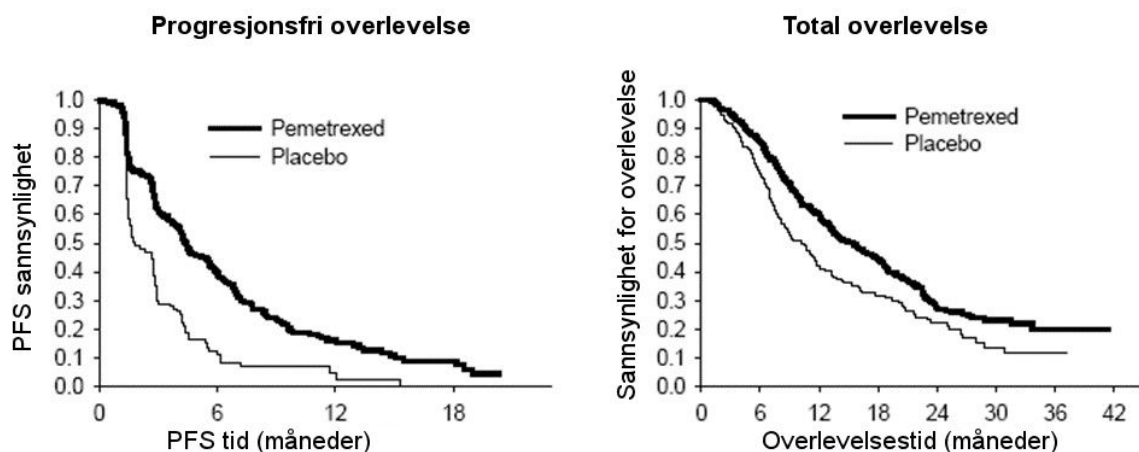 Progresjonsfri overlevelse
PFS sannsynlighet
1.0
0.9
0.8
0.7
0.6
0.5
0.4
0.3
0.2
0.1
0.0
Pemetrexed
Placebo
0 6 12 18
PFS tid (måneder)
Total overlevelse
Sannsynlighet for overlevelse
1.0
0.9
0.8
0.7
0.6
0.5
0.4
0.3
0.2
0.1
0.0
Pemetrexed
Placebo
0 6 12 18 24 30 36 42
Overlevelsestid (måneder)